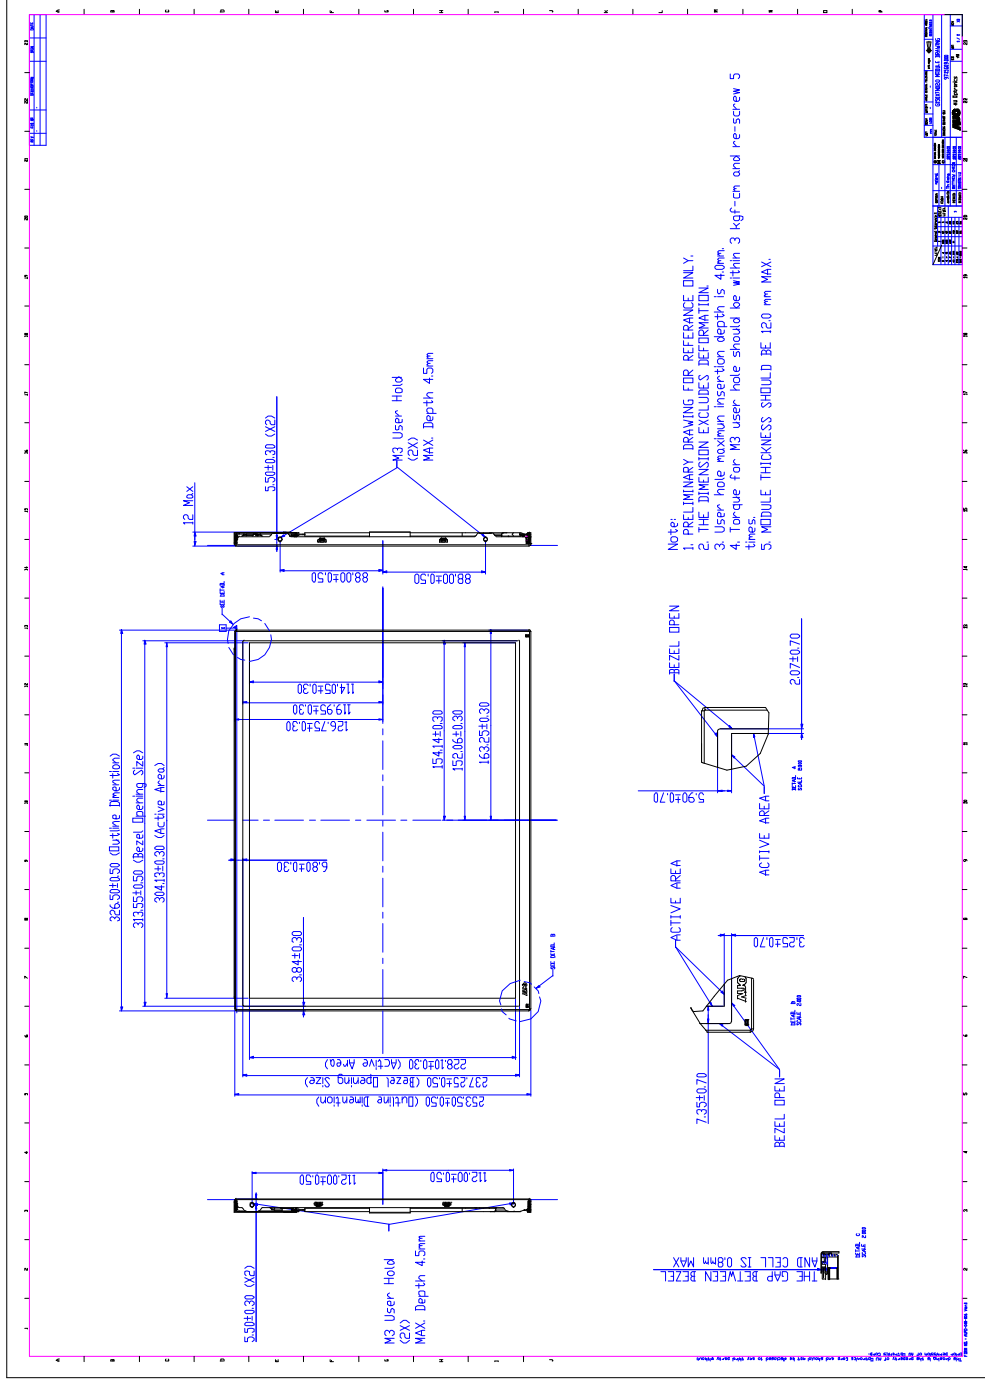 326.50±0.50 (Outline Dimention)
313.55±0.50 (Bezel Opening Size)
304.13±0.30 (Active Area)
SEE DETAIL A
12 Max
5.50±0.30 (X2)
M3 User Hold
(2X)
MAX. Depth 4.5mm
88.00±0.50
88.00±0.50
114.05±0.30
119.95±0.30
126.75±0.30
154.14±0.30
152.06±0.30
163.25±0.30
6.80±0.30
3.84±0.30
SEE DETAIL B
228.10±0.30 (Active Area)
237.25±0.50 (Bezel Opening Size)
253.50±0.50 (Outline Dimention)
112.00±0.50
112.00±0.50
5.50±0.30 (X2)
M3 User Hold
(2X)
MAX. Depth 4.5mm
Note:
1. PRELIMINARY DRAWING FOR REFERANCE ONLY.
2. THE DIMENSION EXCLUDES DEFORMATION.
3. User hole maximun insertion depth is 4.0mm.
4. Torque for M3 user hole should be within 3 kgf-cm and re-screw 5
times.
5. MODULE THICKNESS SHOULD BE 12.0 mm MAX.
BEZEL OPEN
2.07±0.70
5.90±0.70
ACTIVE AREA
DETAIL A
ACTIVE AREA
3.25±0.70
7.35±0.70
BEZEL OPEN
AUO
DETAIL B
THE GAP BETWEEN BEZEL
AND CELL IS 0.8mm MAX
DETAIL C
AUO